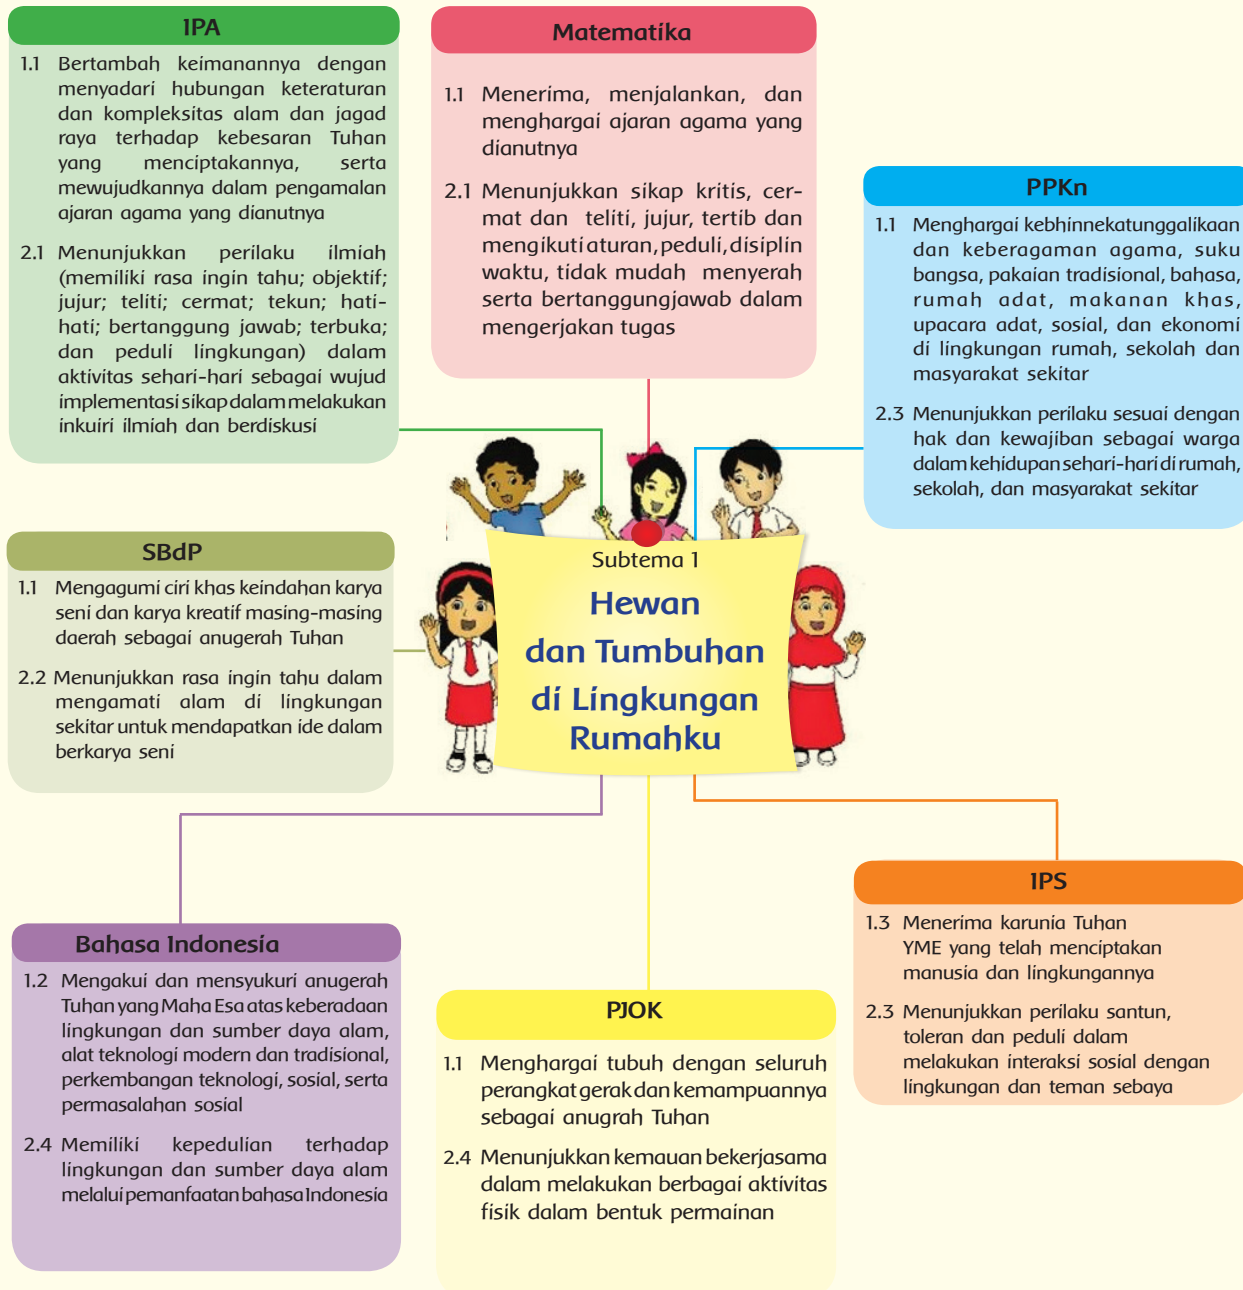 IPA
1.1 Bertambah keimanannya dengan
menyadari hubungan keteraturan
dan kompleksitas alam dan jagad
raya terhadap kebesaran Tuhan
yang menciptakannya, serta
mewujudkannya dalam pengamalan
ajaran agama yang dianutnya
2.1 Menunjukkan perilaku ilmiah
(memiliki rasa ingin tahu; objektif;
jujur; teliti; cermat; tekun; hati-
hati; bertanggung jawab; terbuka;
dan peduli lingkungan) dalam
aktivitas sehari-hari sebagai wujud
implementasi sikap dalam melakukan
inkuiri ilmiah dan berdiskusi
Matematika
1.1 Menerima, menjalankan, dan
menghargai ajaran agama yang
dianutnya
2.1 Menunjukkan sikap kritis, cer-
mat dan teliti, jujur, tertib dan
mengikuti aturan, peduli, disiplin
waktu, tidak mudah menyerah
serta bertanggungjawab dalam
mengerjakan tugas
PPKn
1.1 Menghargai kebhinnekatunggalikaan
dan keberagaman agama, suku
bangsa, pakaian tradisional, bahasa,
rumah adat, makanan khas,
upacara adat, sosial, dan ekonomi
di lingkungan rumah, sekolah dan
masyarakat sekitar
2.3 Menunjukkan perilaku sesuai dengan
hak dan kewajiban sebagai warga
dalam kehidupan sehari-hari di rumah,
sekolah, dan masyarakat sekitar
SBdP
1.1 Mengagumi ciri khas keindahan karya
seni dan karya kreatif masing-masing
daerah sebagai anugerah Tuhan
2.2 Menunjukkan rasa ingin tahu dalam
mengamati alam di lingkungan
sekitar untuk mendapatkan ide dalam
berkarya seni
Subtema 1
Hewan
dan Tumbuhan
di Lingkungan
Rumahku
Bahasa Indonesia
1.2 Mengakui dan mensyukuri anugerah
Tuhan yang Maha Esa atas keberadaan
lingkungan dan sumber daya alam,
alat teknologi modern dan tradisional,
perkembangan teknologi, sosial, serta
permasalahan sosial
2.4 Memiliki kepedulian terhadap
lingkungan dan sumber daya alam
melalui pemanfaatan bahasa Indonesia
PJOK
1.1 Menghargai tubuh dengan seluruh
perangkat gerak dan kemampuannya
sebagai anugrah Tuhan
2.4 Menunjukkan kemauan bekerjasama
dalam melakukan berbagai aktivitas
fisik dalam bentuk permainan
IPS
1.3 Menerima karunia Tuhan
YME yang telah menciptakan
manusia dan lingkungannya
2.3 Menunjukkan perilaku santun,
toleran dan peduli dalam
melakukan interaksi sosial dengan
lingkungan dan teman sebaya